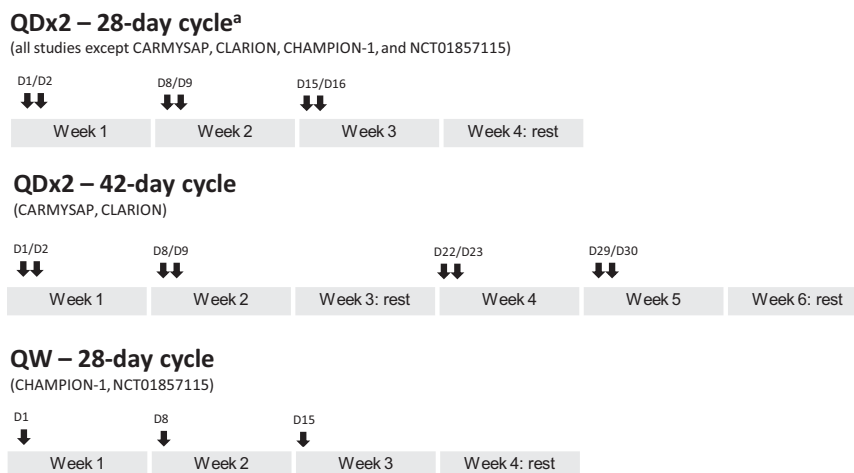 QDx2 – 28-day cycleᵃ
(all studies except CARMYSAP, CLARION, CHAMPION-1, and NCT01857115)
D1/D2 D8/D9 D15/D16
Week 1 Week 2 Week 3 Week 4: rest
QDx2 – 42-day cycle
(CARMYSAP, CLARION)
D1/D2 D8/D9 D22/D23 D29/D30
Week 1 Week 2 Week 3: rest Week 4 Week 5 Week 6: rest
QW – 28-day cycle
(CHAMPION-1, NCT01857115)
D1 D8 D15
Week 1 Week 2 Week 3 Week 4: rest